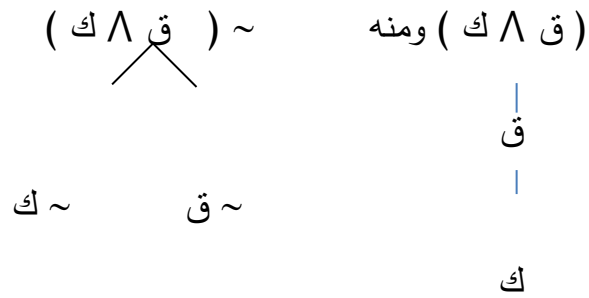 ( ق ᴧ ك ) ومنه ~ ( ق ᴧ ك )
ق
~ ق ~ ك
ك